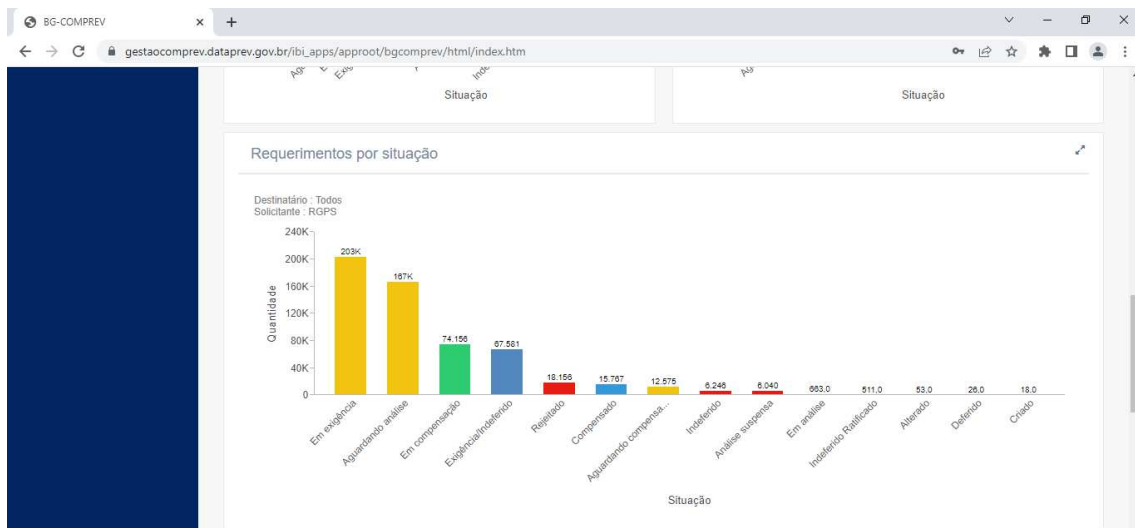 BG-COMPREV
gestaocomprev.dataprev.gov.br/ibi_apps/approot/bgcomprev/html/index.htm
Situação
Situação
Requerimentos por situação
Destinatário : Todos
Solicitante : RGPS
Quantidade
240K
200K
160K
120K
80K
40K
0
203K
167K
74.156
67.581
18.156
15.767
12.575
6.246
6.040
663,0
511,0
53,0
26,0
18,0
Em exigência
Aguardando análise
Em compensação
Exigência/Indeferido
Rejeitado
Compensado
Aguardando compensa...
Indeferido
Análise suspensa
Em análise
Indeferido Ratificado
Alterado
Deferido
Criado
Situação